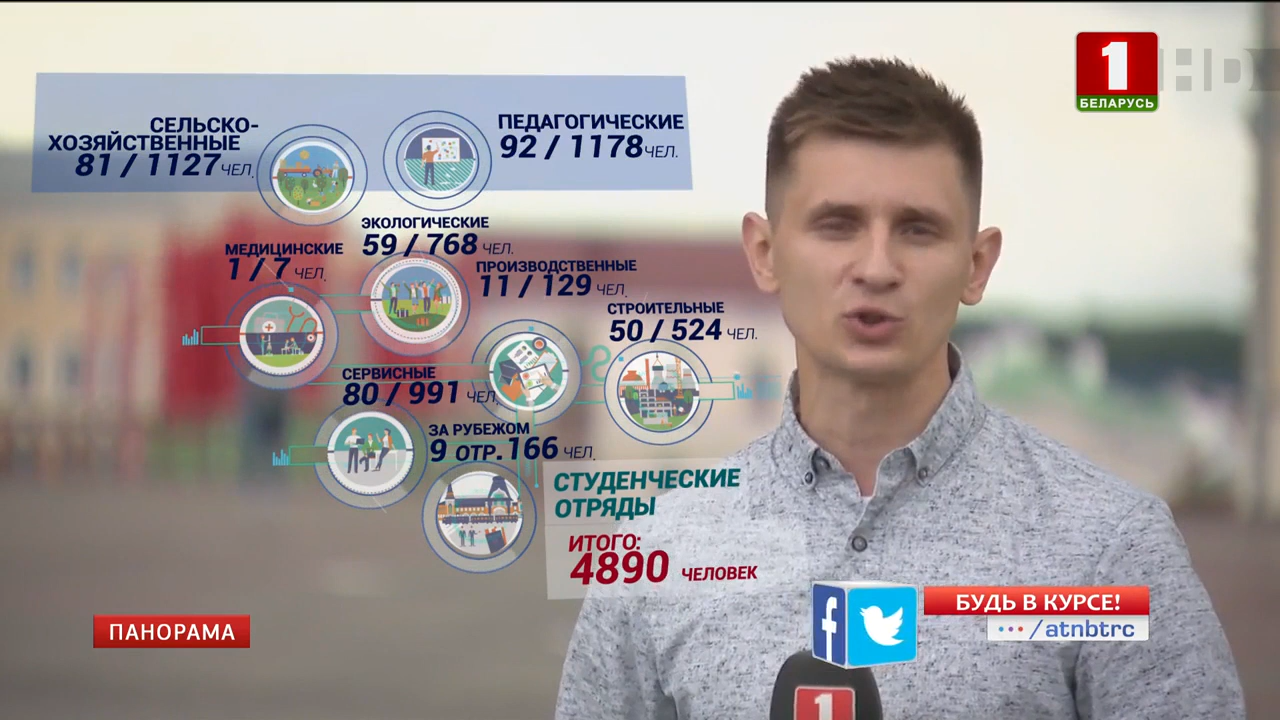 1
HD
БЕЛАРУСЬ
СЕЛЬСКО-
ХОЗЯЙСТВЕННЫЕ
81 / 1127 ЧЕЛ.
ПЕДАГОГИЧЕСКИЕ
92 / 1178 ЧЕЛ.
ЭКОЛОГИЧЕСКИЕ
59 / 768 ЧЕЛ.
МЕДИЦИНСКИЕ
1 / 7 ЧЕЛ.
ПРОИЗВОДСТВЕННЫЕ
11 / 129 ЧЕЛ.
СТРОИТЕЛЬНЫЕ
50 / 524 ЧЕЛ.
СЕРВИСНЫЕ
80 / 991 ЧЕЛ.
ЗА РУБЕЖОМ
9 ОТР. 166 ЧЕЛ.
СТУДЕНЧЕСКИЕ
ОТРЯДЫ
ИТОГО:
4890 ЧЕЛОВЕК
БУДЬ В КУРСЕ!
/atnbtrc
ПАНОРАМА
1